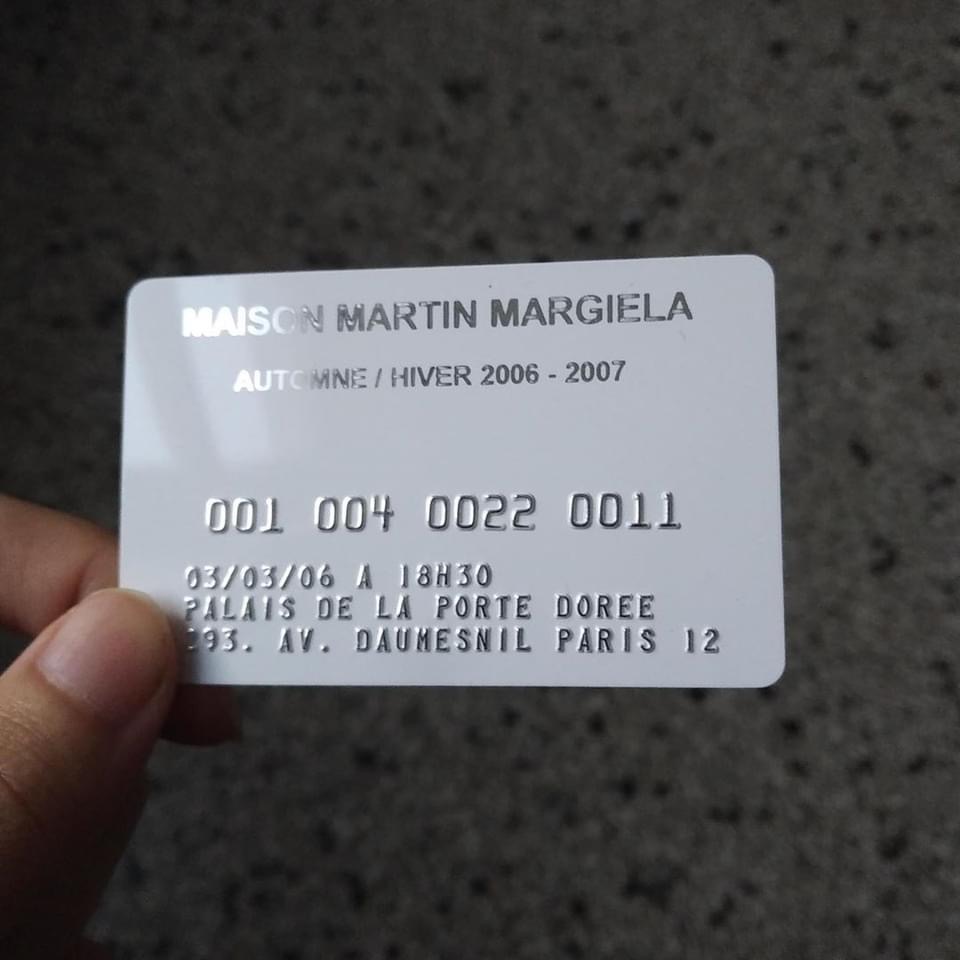 MAISON MARTIN MARGIELA
AUTOMNE / HIVER 2006 - 2007
001 004 0022 0011
03/03/06 A 18H30
PALAIS DE LA PORTE DOREE
293. AV. DAUMESNIL PARIS 12